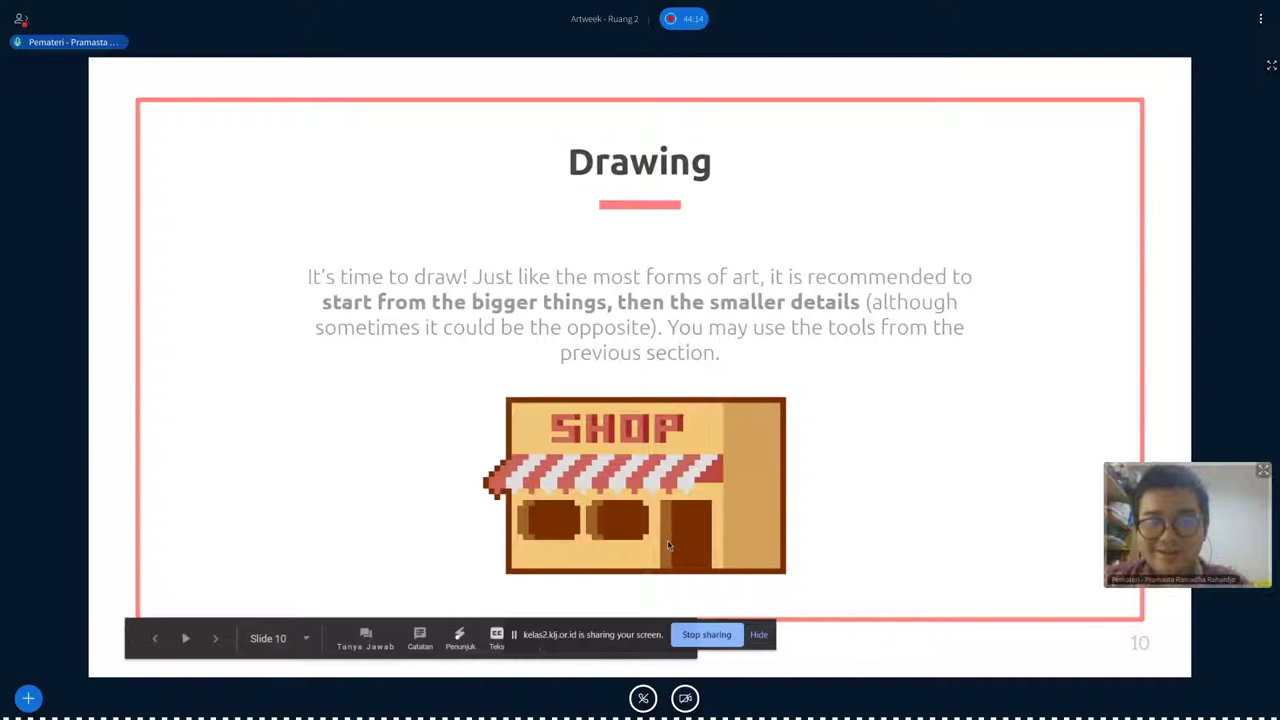 Artweek - Ruang 2
44:14
Pemateri - Pramasta ...
Drawing
It's time to draw! Just like the most forms of art, it is recommended to
start from the bigger things, then the smaller details (although
sometimes it could be the opposite). You may use the tools from the
previous section.
SHOP
Pemateri - Pramasta Ramadha Rahardjo
Slide 10
Tanya Jawab
Catatan
Penunjuk
CC
Teks
kelas2.klj.or.id is sharing your screen.
Stop sharing
Hide
10